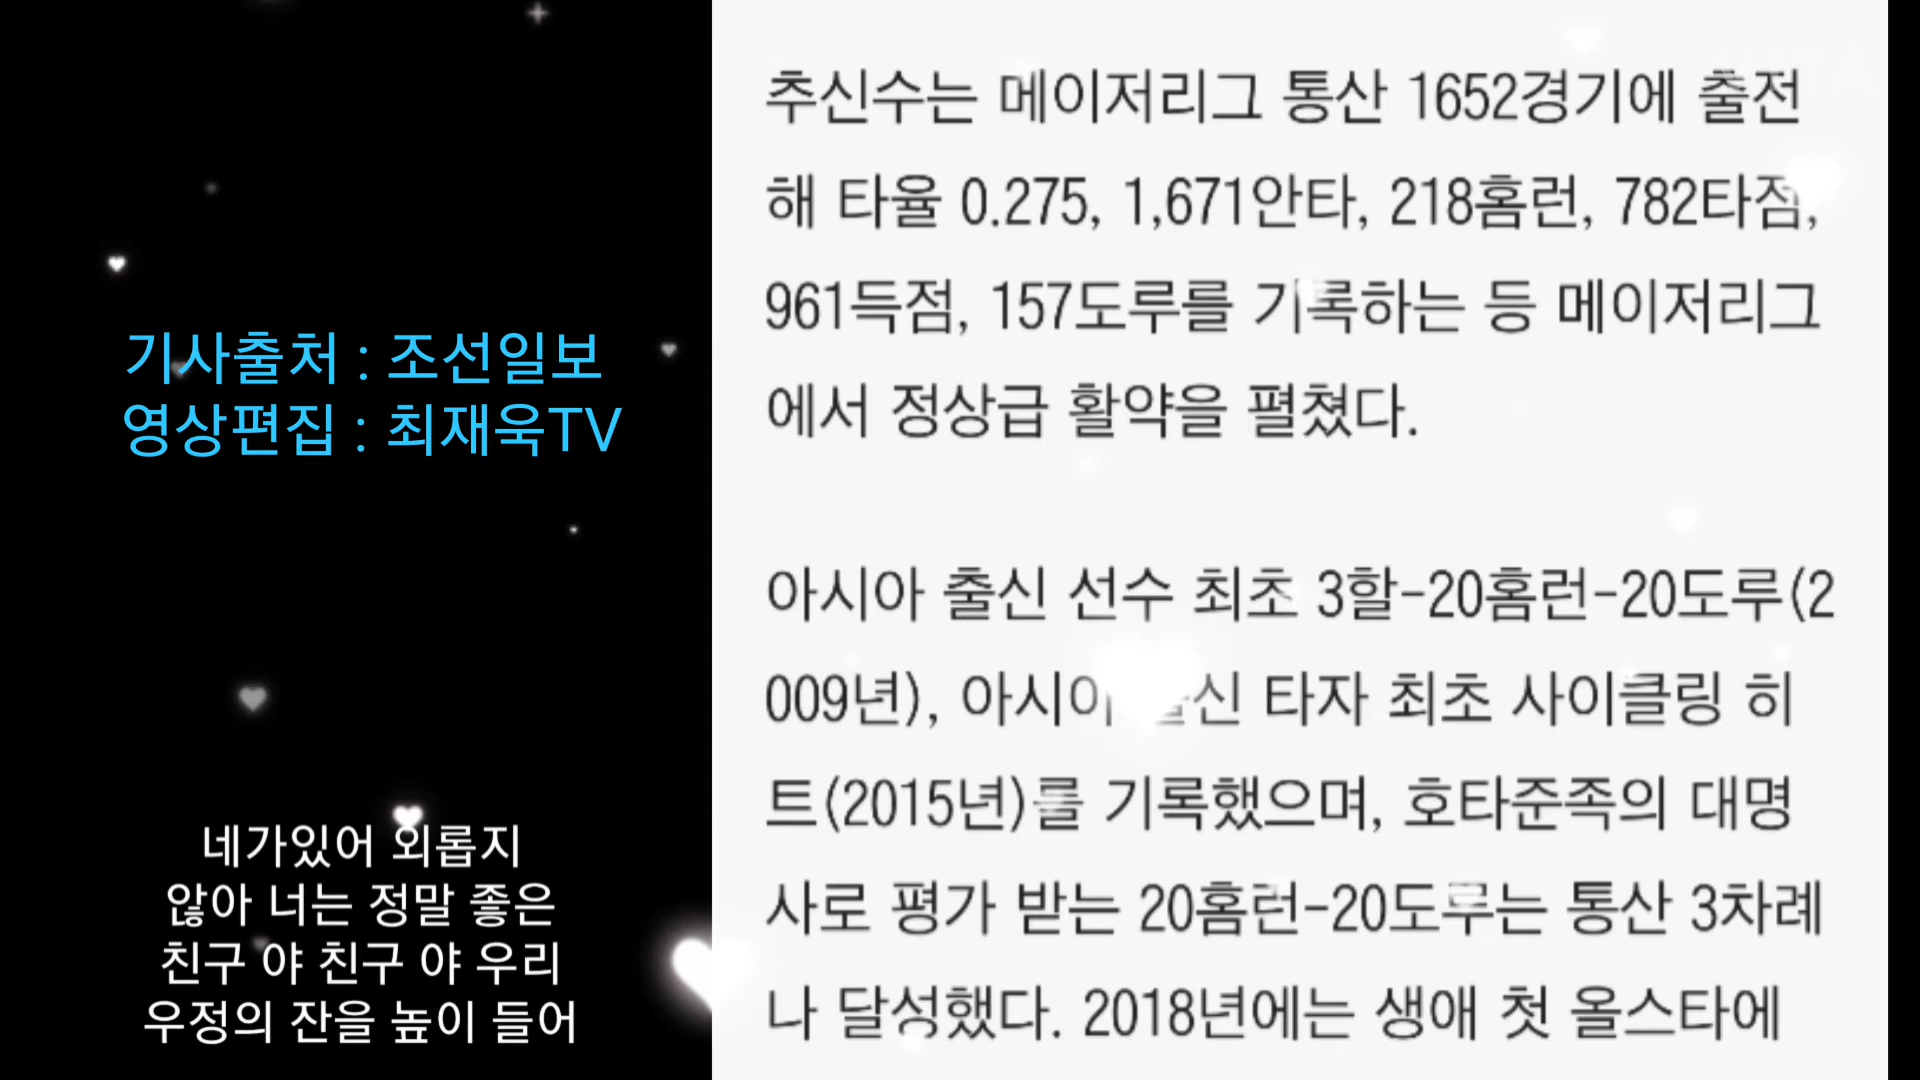 기사출처 : 조선일보
영상편집 : 최재욱TV
네가있어 외롭지
않아 너는 정말 좋은
친구 야 친구 야 우리
우정의 잔을 높이 들어
추신수는 메이저리그 통산 1652경기에 출전
해 타율 0.275, 1,671안타, 218홈런, 782타점,
961득점, 157도루를 기록하는 등 메이저리그
에서 정상급 활약을 펼쳤다.
아시아 출신 선수 최초 3할-20홈런-20도루(2
009년), 아시아 출신 타자 최초 사이클링 히
트(2015년)를 기록했으며, 호타준족의 대명
사로 평가 받는 20홈런-20도루는 통산 3차례
나 달성했다. 2018년에는 생애 첫 올스타에